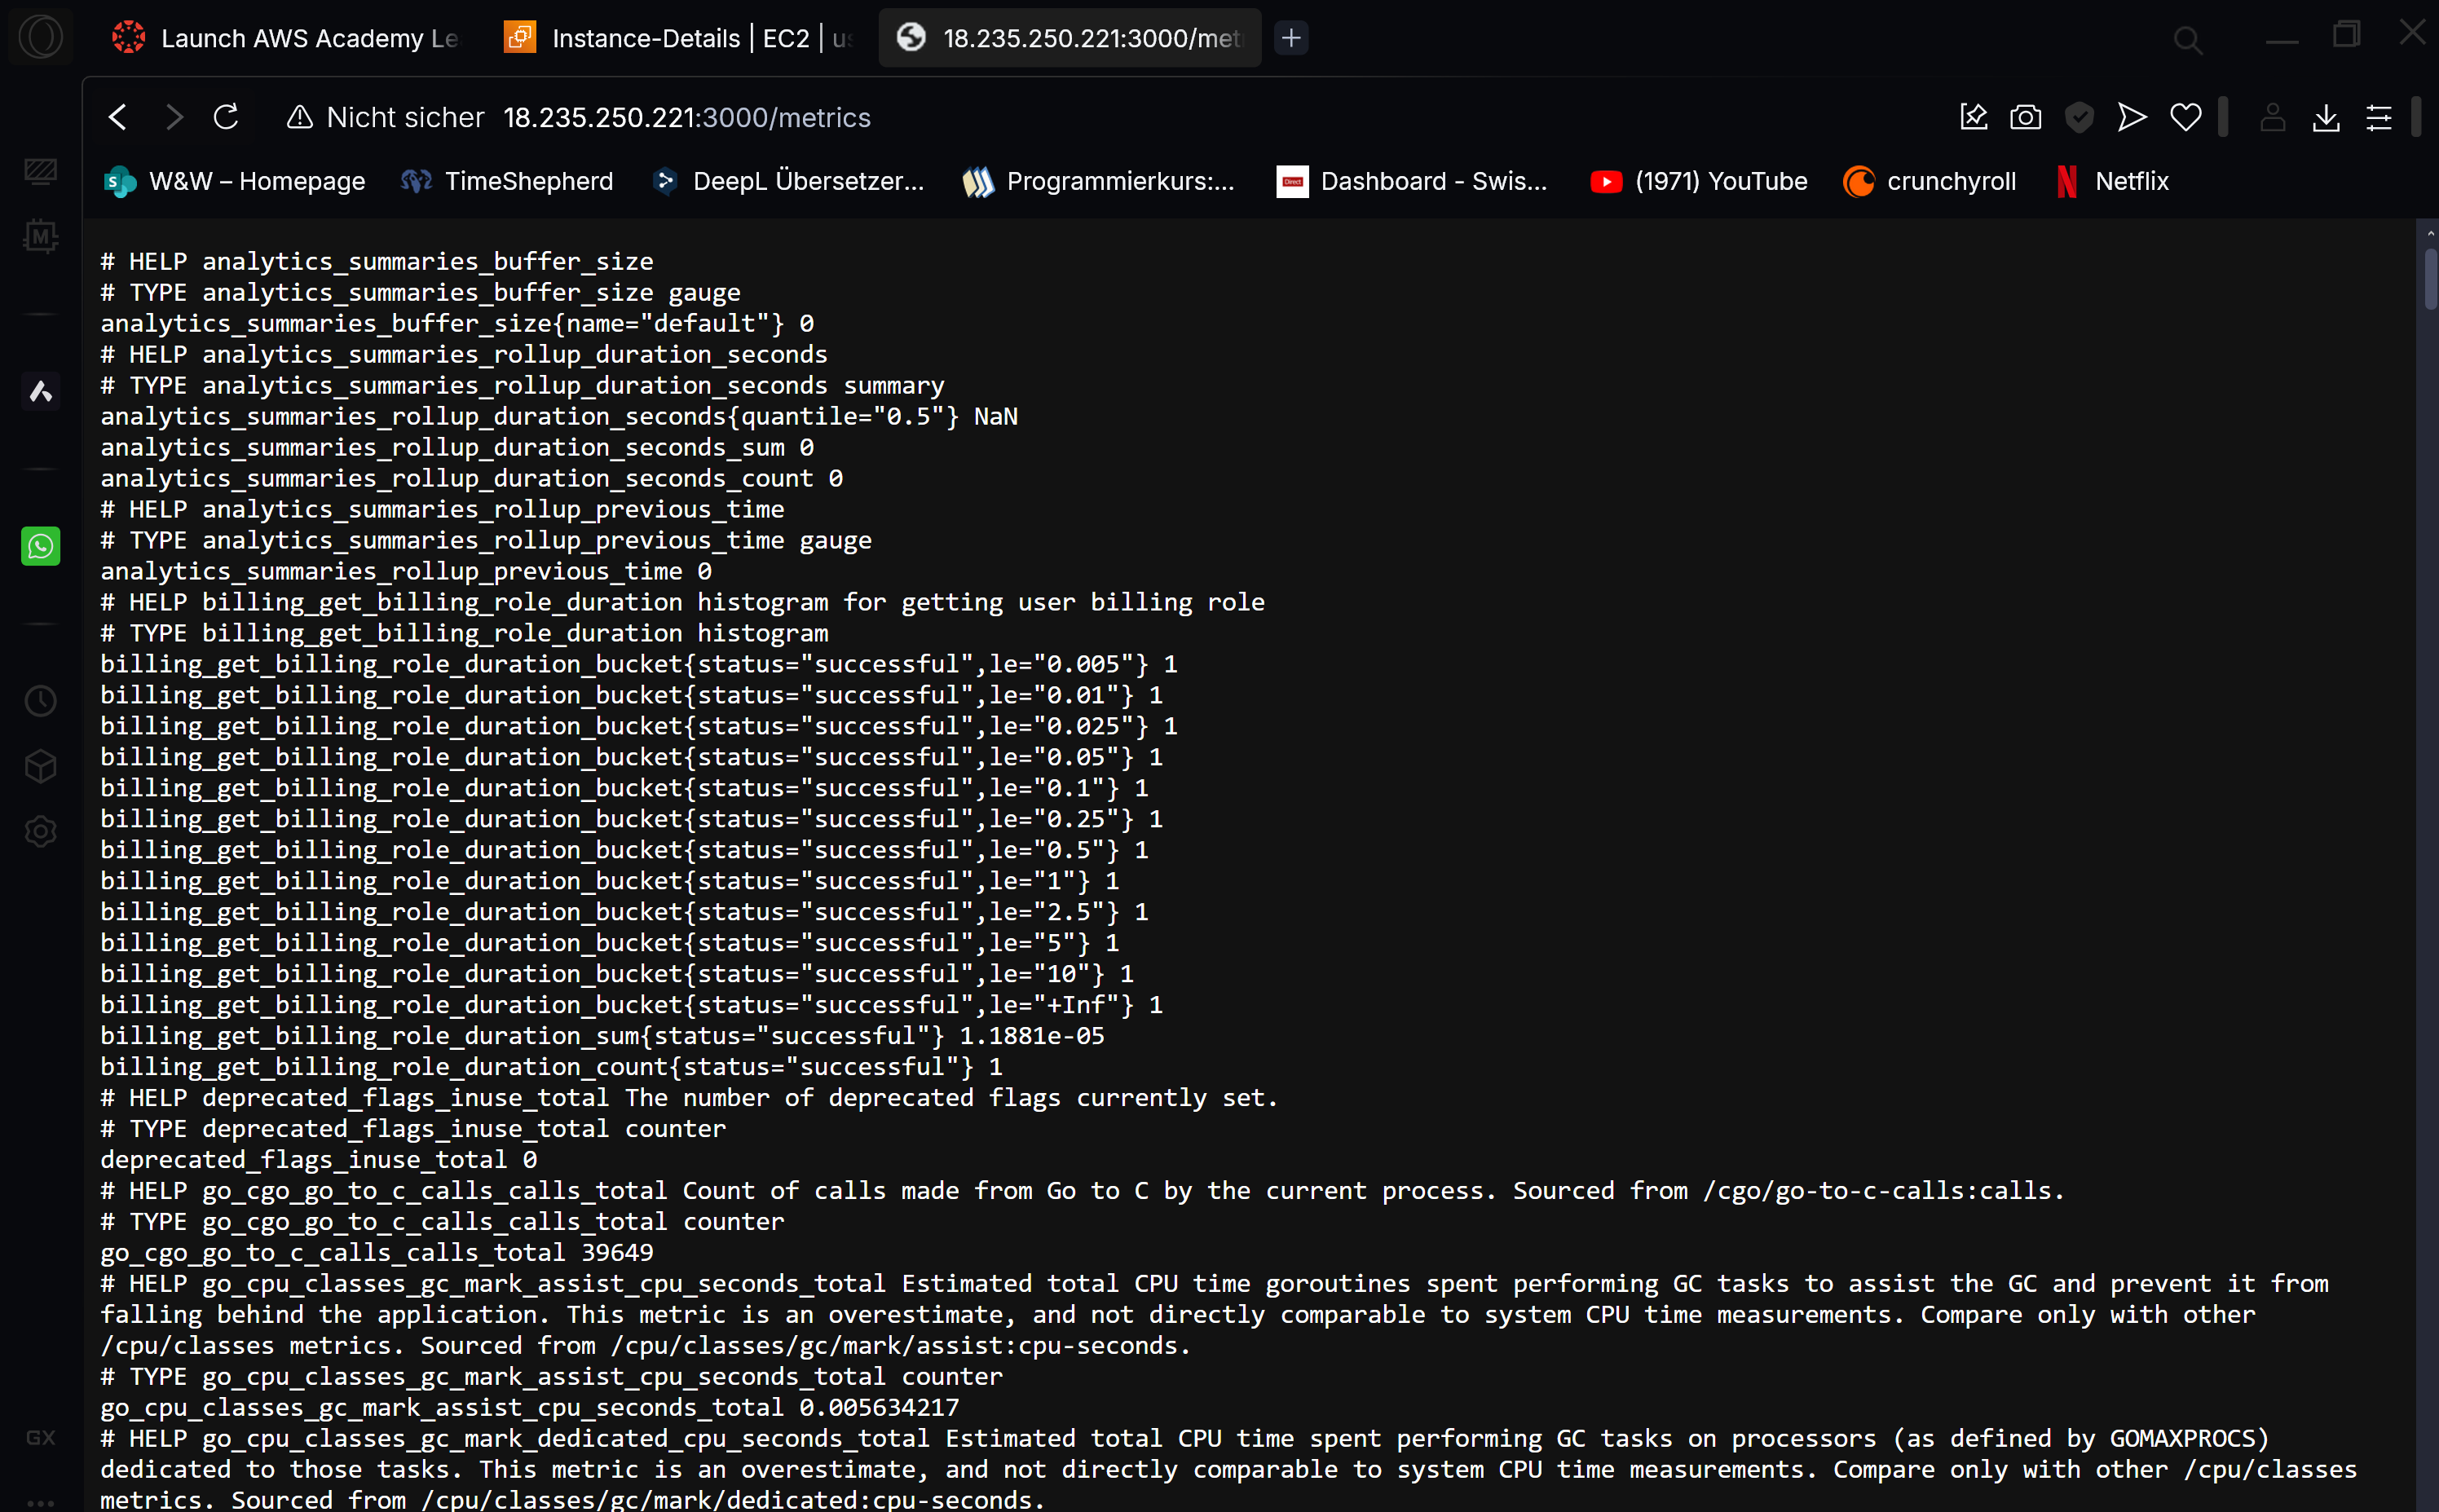 Launch AWS Academy Le
Instance-Details | EC2 | us
18.235.250.221:3000/met
Nicht sicher 18.235.250.221:3000/metrics
W&W – Homepage
TimeShepherd
DeepL Übersetzer...
Programmierkurs:...
Direct
Dashboard - Swis...
(1971) YouTube
crunchyroll
Netflix
M
GX
# HELP analytics_summaries_buffer_size
# TYPE analytics_summaries_buffer_size gauge
analytics_summaries_buffer_size{name="default"} 0
# HELP analytics_summaries_rollup_duration_seconds
# TYPE analytics_summaries_rollup_duration_seconds summary
analytics_summaries_rollup_duration_seconds{quantile="0.5"} NaN
analytics_summaries_rollup_duration_seconds_sum 0
analytics_summaries_rollup_duration_seconds_count 0
# HELP analytics_summaries_rollup_previous_time
# TYPE analytics_summaries_rollup_previous_time gauge
analytics_summaries_rollup_previous_time 0
# HELP billing_get_billing_role_duration histogram for getting user billing role
# TYPE billing_get_billing_role_duration histogram
billing_get_billing_role_duration_bucket{status="successful",le="0.005"} 1
billing_get_billing_role_duration_bucket{status="successful",le="0.01"} 1
billing_get_billing_role_duration_bucket{status="successful",le="0.025"} 1
billing_get_billing_role_duration_bucket{status="successful",le="0.05"} 1
billing_get_billing_role_duration_bucket{status="successful",le="0.1"} 1
billing_get_billing_role_duration_bucket{status="successful",le="0.25"} 1
billing_get_billing_role_duration_bucket{status="successful",le="0.5"} 1
billing_get_billing_role_duration_bucket{status="successful",le="1"} 1
billing_get_billing_role_duration_bucket{status="successful",le="2.5"} 1
billing_get_billing_role_duration_bucket{status="successful",le="5"} 1
billing_get_billing_role_duration_bucket{status="successful",le="10"} 1
billing_get_billing_role_duration_bucket{status="successful",le="+Inf"} 1
billing_get_billing_role_duration_sum{status="successful"} 1.1881e-05
billing_get_billing_role_duration_count{status="successful"} 1
# HELP deprecated_flags_inuse_total The number of deprecated flags currently set.
# TYPE deprecated_flags_inuse_total counter
deprecated_flags_inuse_total 0
# HELP go_cgo_go_to_c_calls_calls_total Count of calls made from Go to C by the current process. Sourced from /cgo/go-to-c-calls:calls.
# TYPE go_cgo_go_to_c_calls_calls_total counter
go_cgo_go_to_c_calls_calls_total 39649
# HELP go_cpu_classes_gc_mark_assist_cpu_seconds_total Estimated total CPU time goroutines spent performing GC tasks to assist the GC and prevent it from
falling behind the application. This metric is an overestimate, and not directly comparable to system CPU time measurements. Compare only with other
/cpu/classes metrics. Sourced from /cpu/classes/gc/mark/assist:cpu-seconds.
# TYPE go_cpu_classes_gc_mark_assist_cpu_seconds_total counter
go_cpu_classes_gc_mark_assist_cpu_seconds_total 0.005634217
# HELP go_cpu_classes_gc_mark_dedicated_cpu_seconds_total Estimated total CPU time spent performing GC tasks on processors (as defined by GOMAXPROCS)
dedicated to those tasks. This metric is an overestimate, and not directly comparable to system CPU time measurements. Compare only with other /cpu/classes
metrics. Sourced from /cpu/classes/gc/mark/dedicated:cpu-seconds.